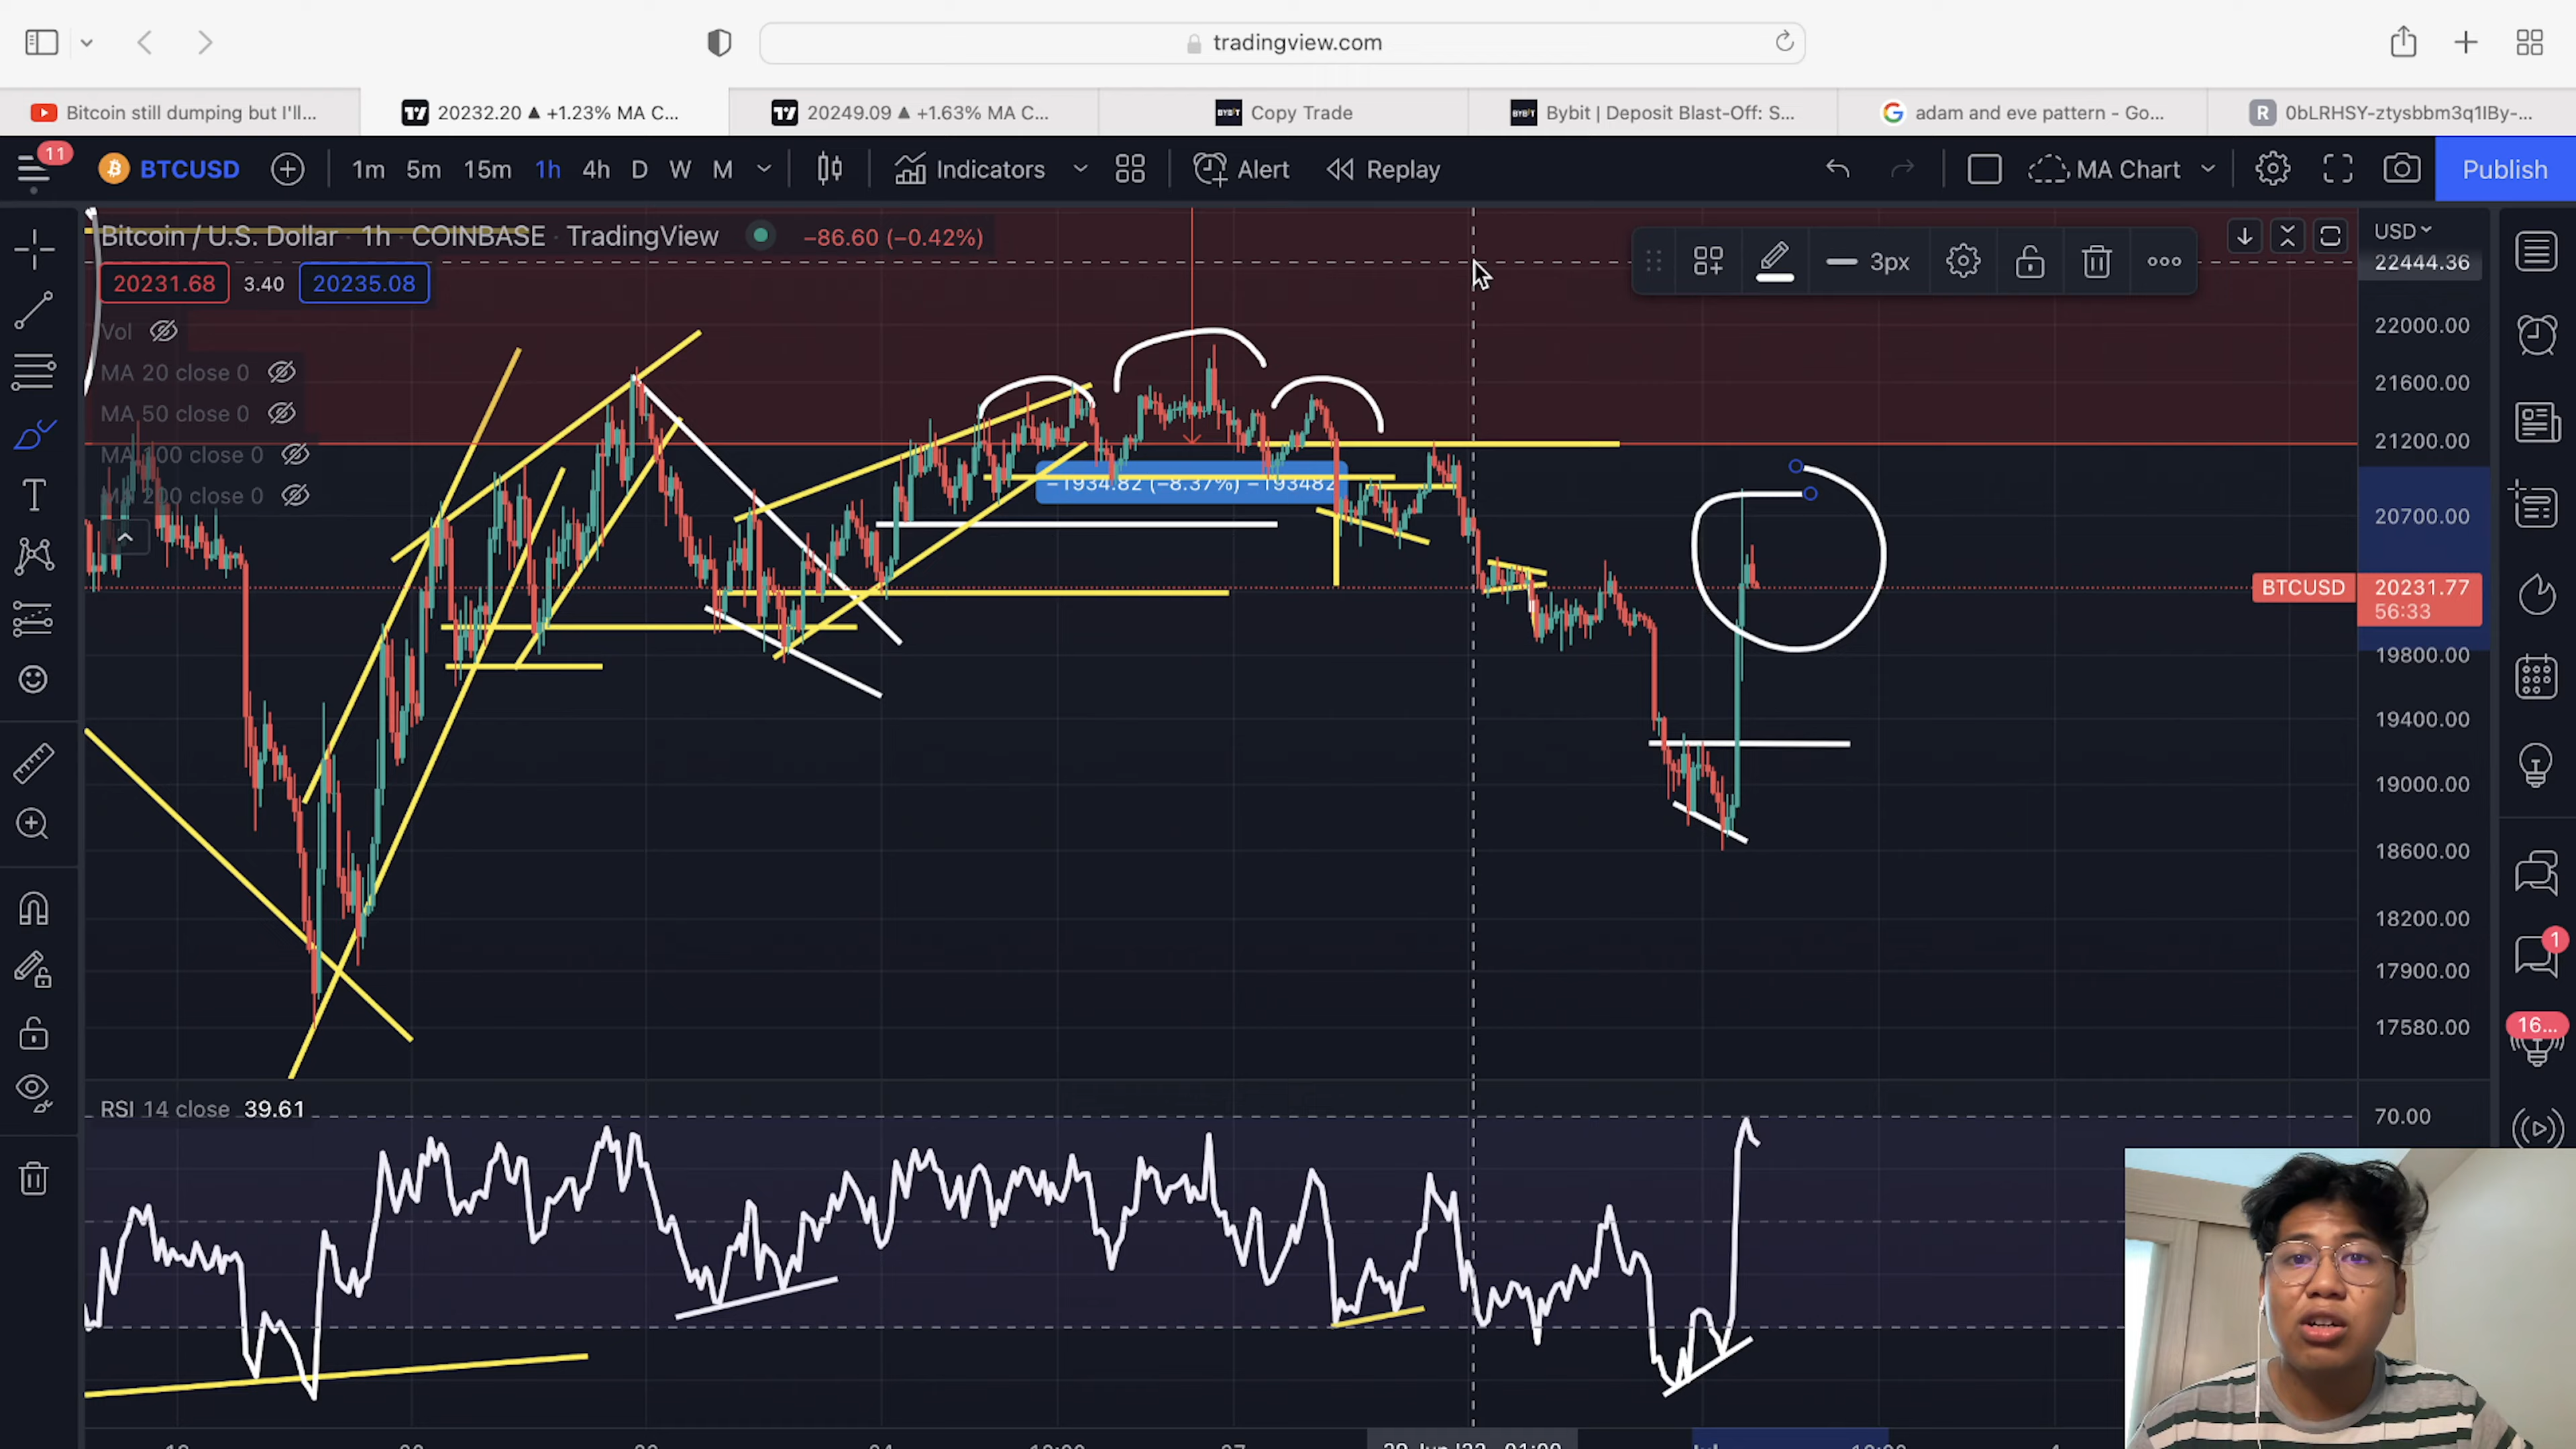 tradingview.com
Bitcoin still dumping but I'll...
20232.20 ▲ +1.23% MA C...
20249.09 ▲ +1.63% MA C...
Copy Trade
Bybit | Deposit Blast-Off: S...
adam and eve pattern - Go...
R
0bLRHSY-ztysbbm3q1IBy-...
11
BTCUSD
1m 5m 15m 1h 4h D W M
Indicators
Alert
Replay
MA Chart
Publish
Bitcoin / U.S. Dollar · 1h · COINBASE · TradingView
−86.60 (−0.42%)
20231.68 3.40 20235.08
Vol
MA 20 close 0
MA 50 close 0
MA 100 close 0
MA 200 close 0
3px
USD
22444.36
22000.00
21600.00
21200.00
−1934.82 (−8.37%) −193482
20700.00
BTCUSD
20231.77
56:33
19800.00
19400.00
19000.00
18600.00
18200.00
17900.00
17580.00
1
16...
RSI 14 close 39.61
70.00